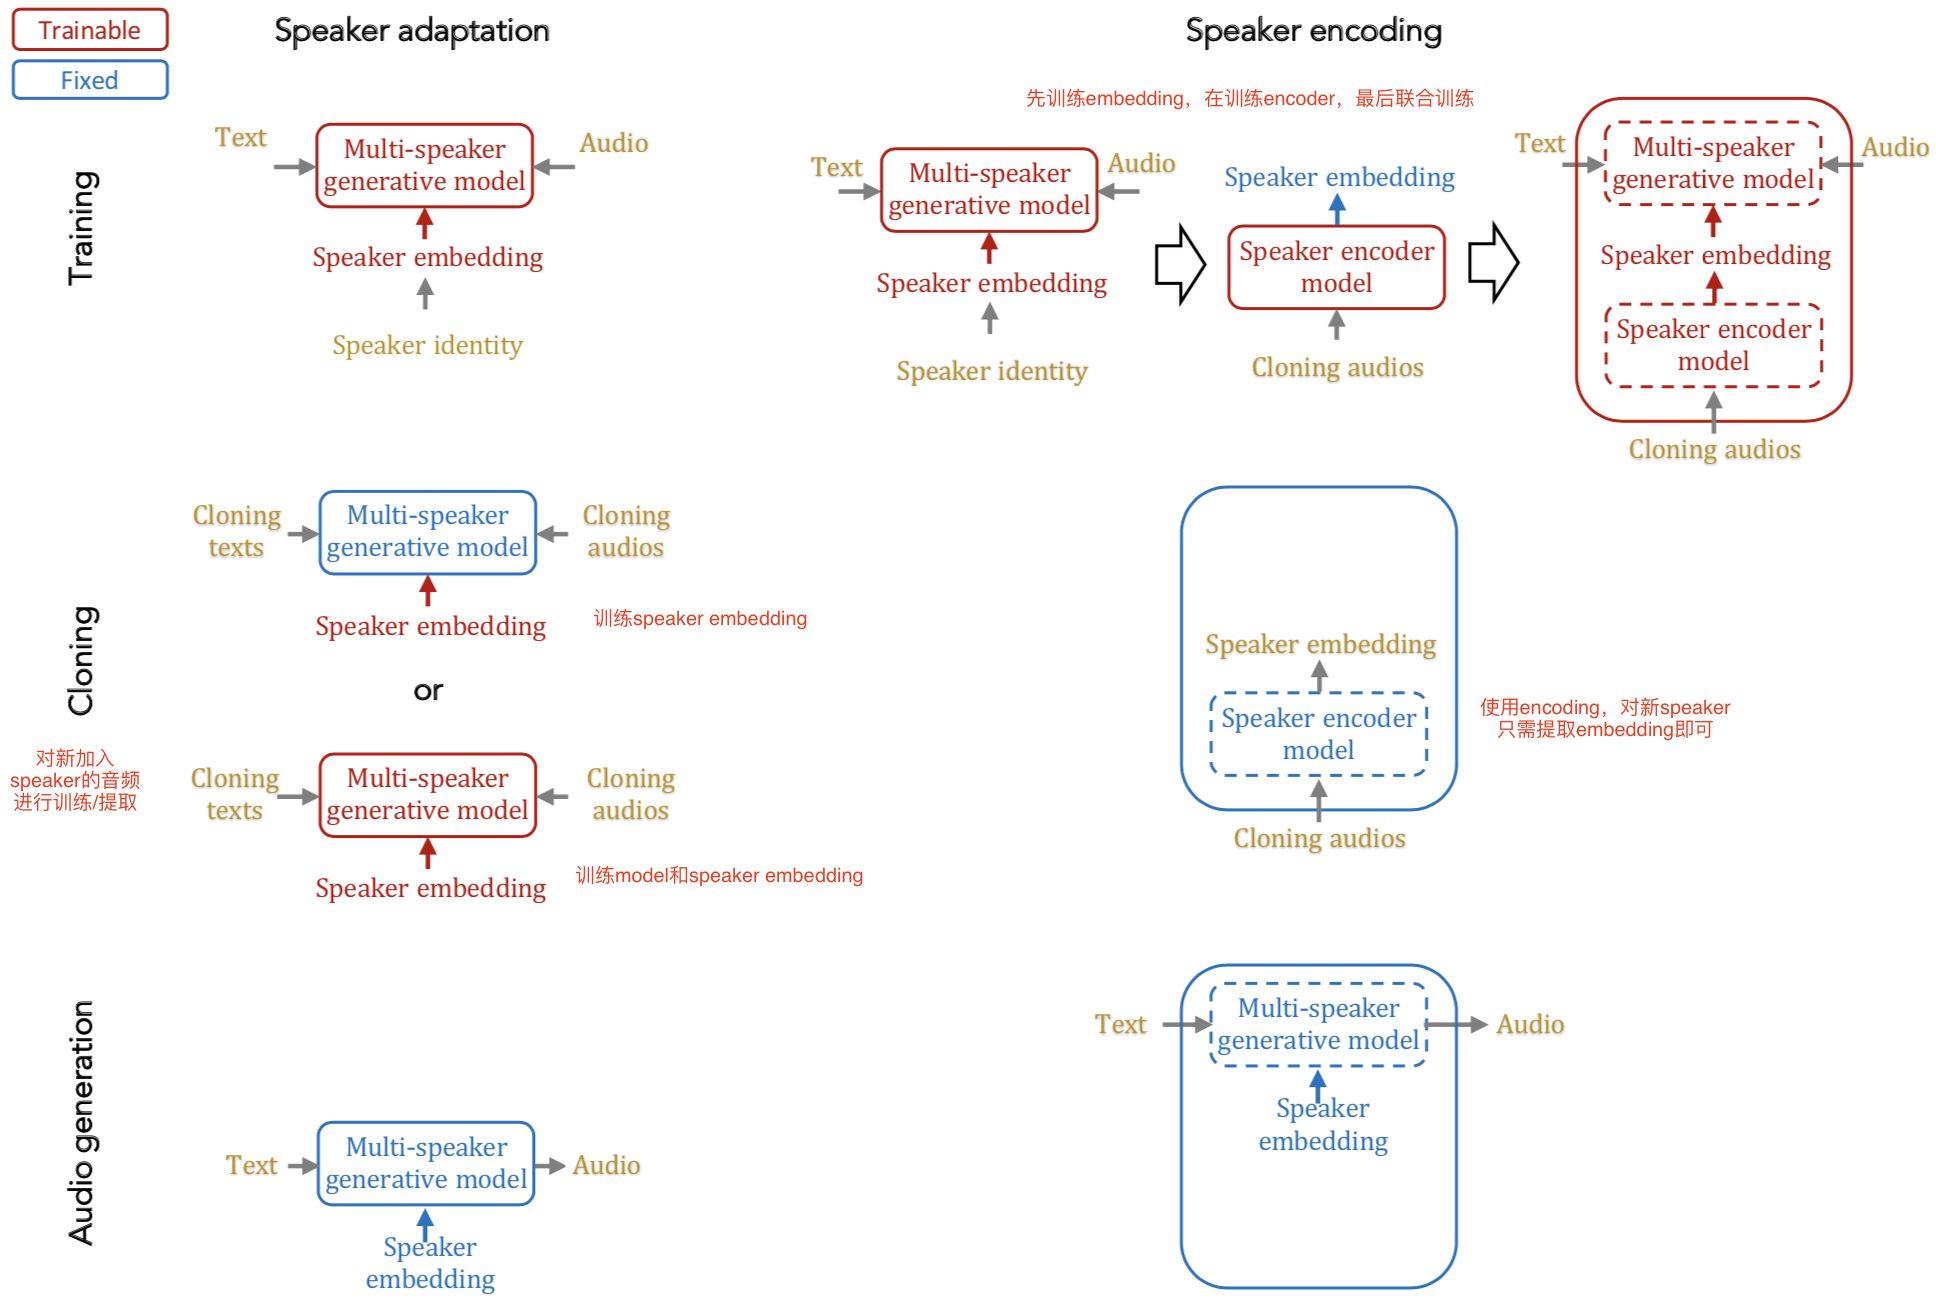 Trainable
Fixed
Speaker adaptation
Speaker encoding
Training
Text
Multi-speaker
generative model
Audio
Speaker embedding
Speaker identity
先训练embedding，在训练encoder，最后联合训练
Text
Multi-speaker
generative model
Audio
Speaker embedding
Speaker identity
Speaker embedding
Speaker encoder
model
Cloning audios
Text
Multi-speaker
generative model
Audio
Speaker embedding
Speaker encoder
model
Cloning audios
Cloning
对新加入
speaker的音频
进行训练/提取
Cloning
texts
Multi-speaker
generative model
Cloning
audios
Speaker embedding
训练speaker embedding
or
Cloning
texts
Multi-speaker
generative model
Cloning
audios
Speaker embedding
训练model和speaker embedding
Speaker embedding
Speaker encoder
model
Cloning audios
使用encoding，对新speaker
只需提取embedding即可
Audio generation
Text
Multi-speaker
generative model
Audio
Speaker
embedding
Text
Multi-speaker
generative model
Audio
Speaker
embedding